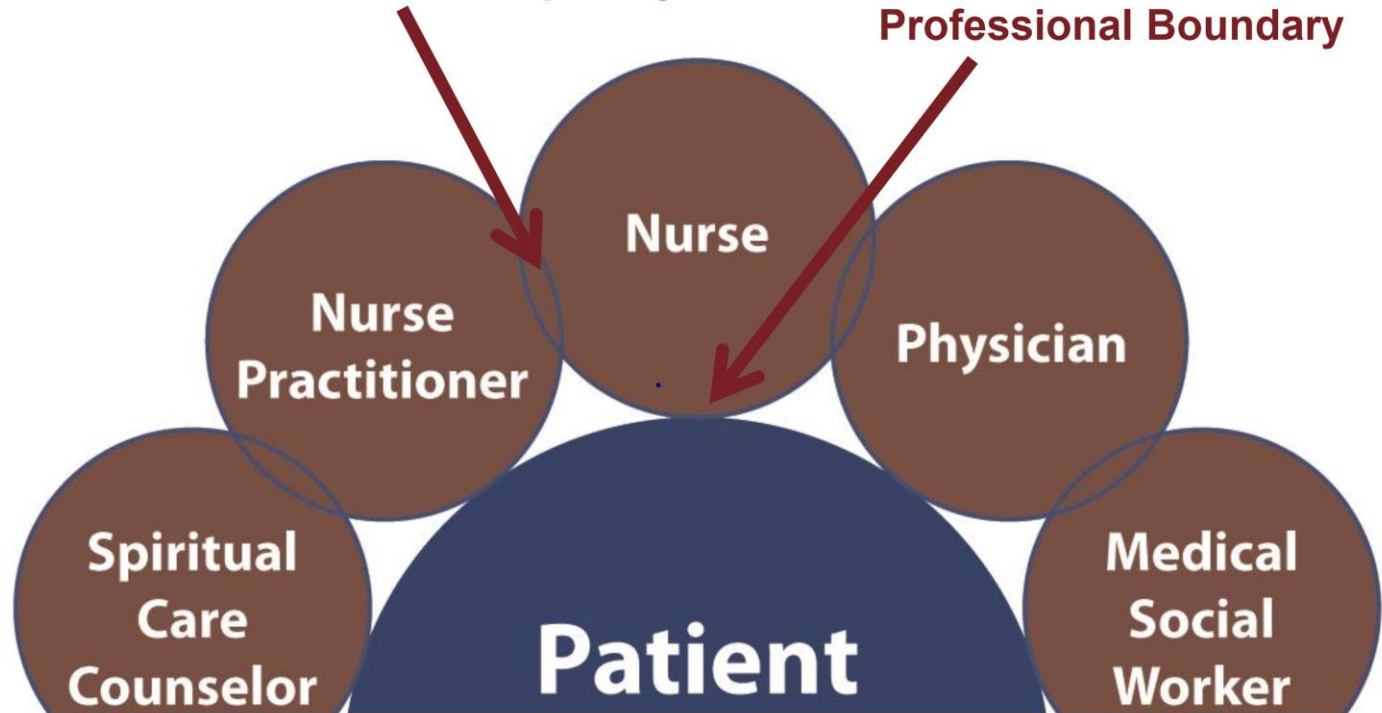 Professional Boundary
Nurse
Nurse
Practitioner
Physician
Spiritual
Care
Counselor
Patient
Medical
Social
Worker